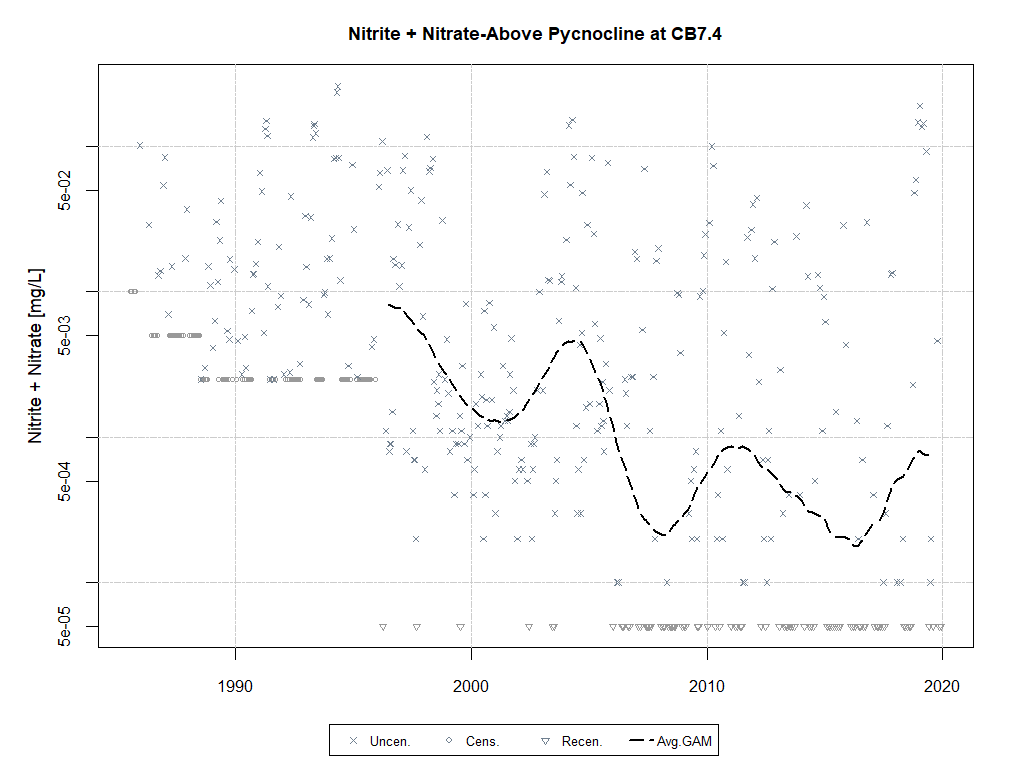 Nitrite + Nitrate-Above Pycnocline at CB7.4
Nitrite + Nitrate [mg/L]
5e-02
5e-03
5e-04
5e-05
1990 2000 2010 2020
Uncen. Cens. Recen. Avg.GAM